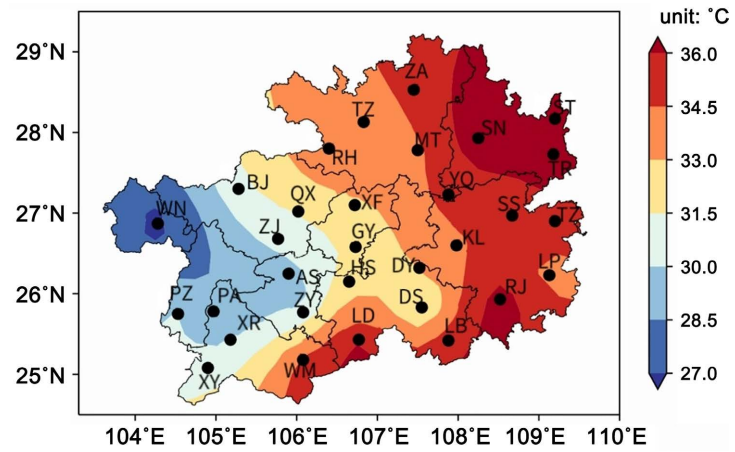 unit: ˚C
29˚N
28˚N
27˚N
26˚N
25˚N
104˚E
105˚E
106˚E
107˚E
108˚E
109˚E
110˚E
36.0
34.5
33.0
31.5
30.0
28.5
27.0
ZA
TZ
ST
SN
MT
RH
TR
YQ
BJ
QX
XF
WN
SS
TZ
ZJ
GY
KL
HS
DY
LP
AS
RJ
PZ
PA
ZY
DS
XR
LD
LB
WM
XY